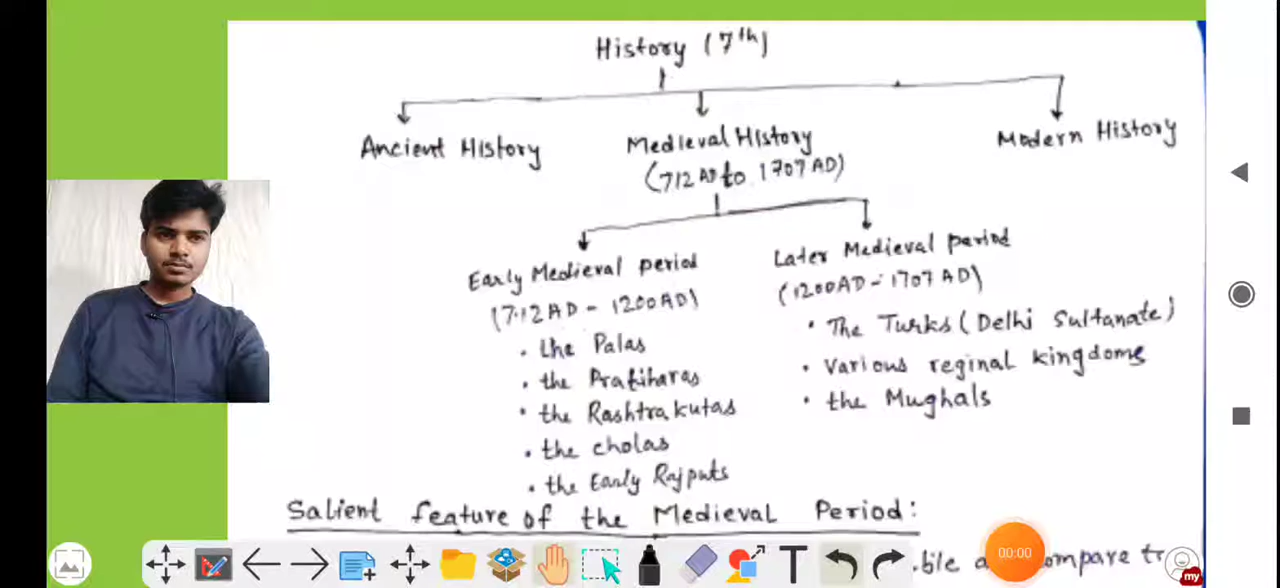 History (7th)
Ancient History
Medieval History
(712 AD to 1707 AD)
Modern History
Early Medieval period
(712 AD - 1200 AD)
• the Palas
• the Pratiharas
• the Rashtrakutas
• the cholas
• the Early Rajputs
Later Medieval period
(1200 AD - 1707 AD)
• The Turks (Delhi Sultanate)
• Various reginal kingdoms
• the Mughals
Salient feature of the Medieval Period:
compare
00:00
T
my